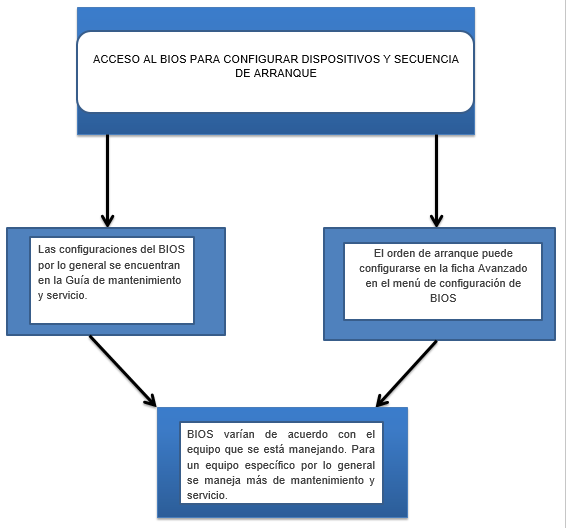 ACCESO AL BIOS PARA CONFIGURAR DISPOSITIVOS Y SECUENCIA
DE ARRANQUE
Las configuraciones del BIOS
por lo general se encuentran
en la Guía de mantenimiento
y servicio.
El orden de arranque puede
configurarse en la ficha Avanzado
en el menú de configuración de
BIOS
BIOS varían de acuerdo con el
equipo que se está manejando. Para
un equipo específico por lo general
se maneja más de mantenimiento y
servicio.